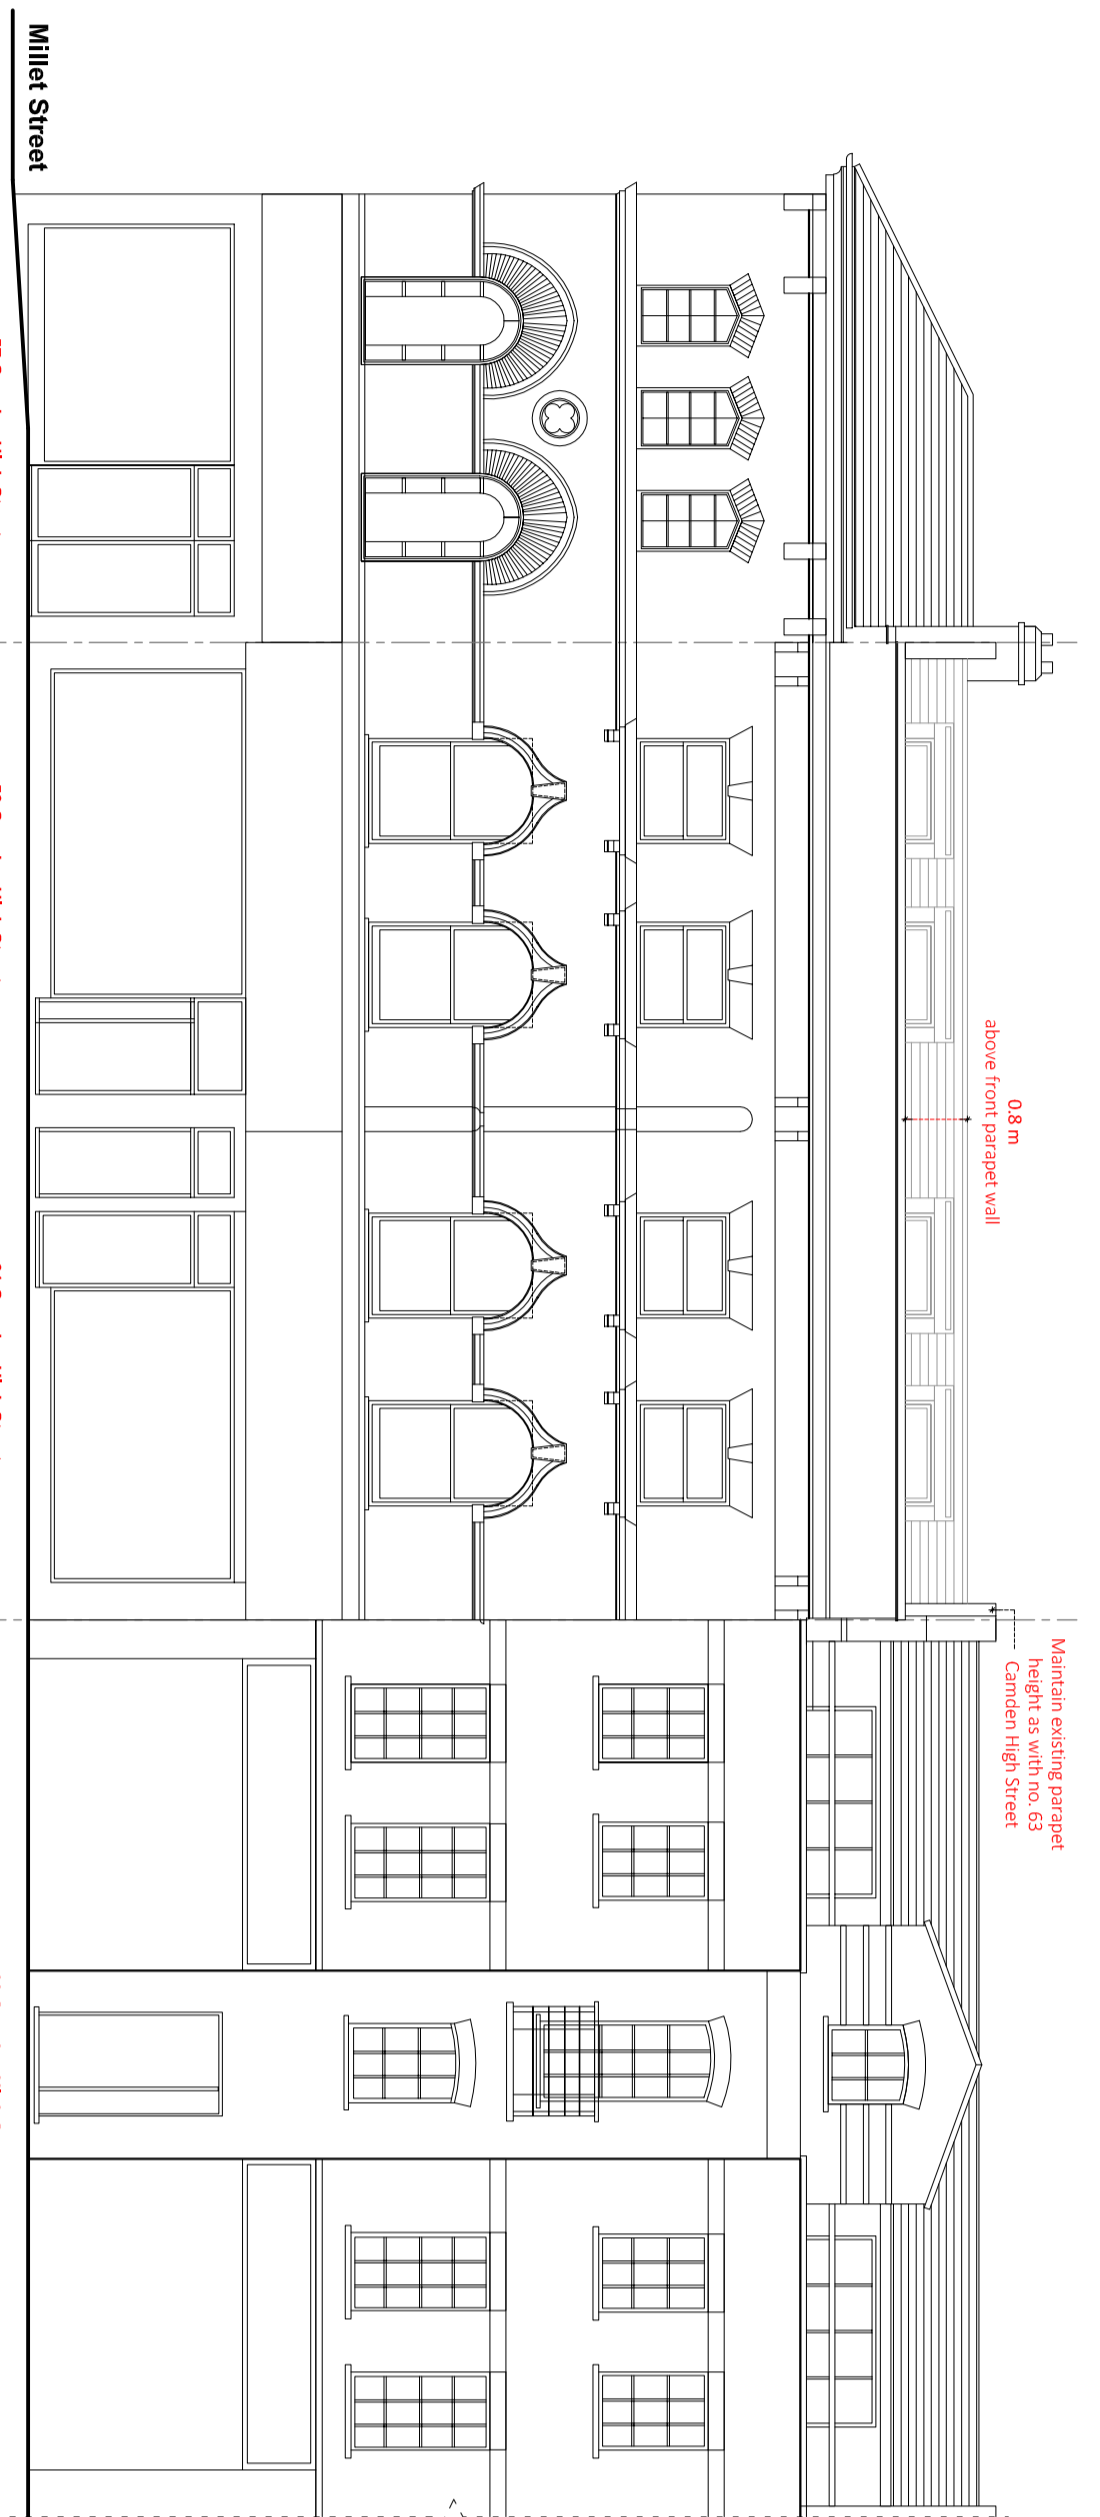 Millet Street
0.8 m
above front parapet wall
Maintain existing parapet
height as with no. 63
Camden High Street